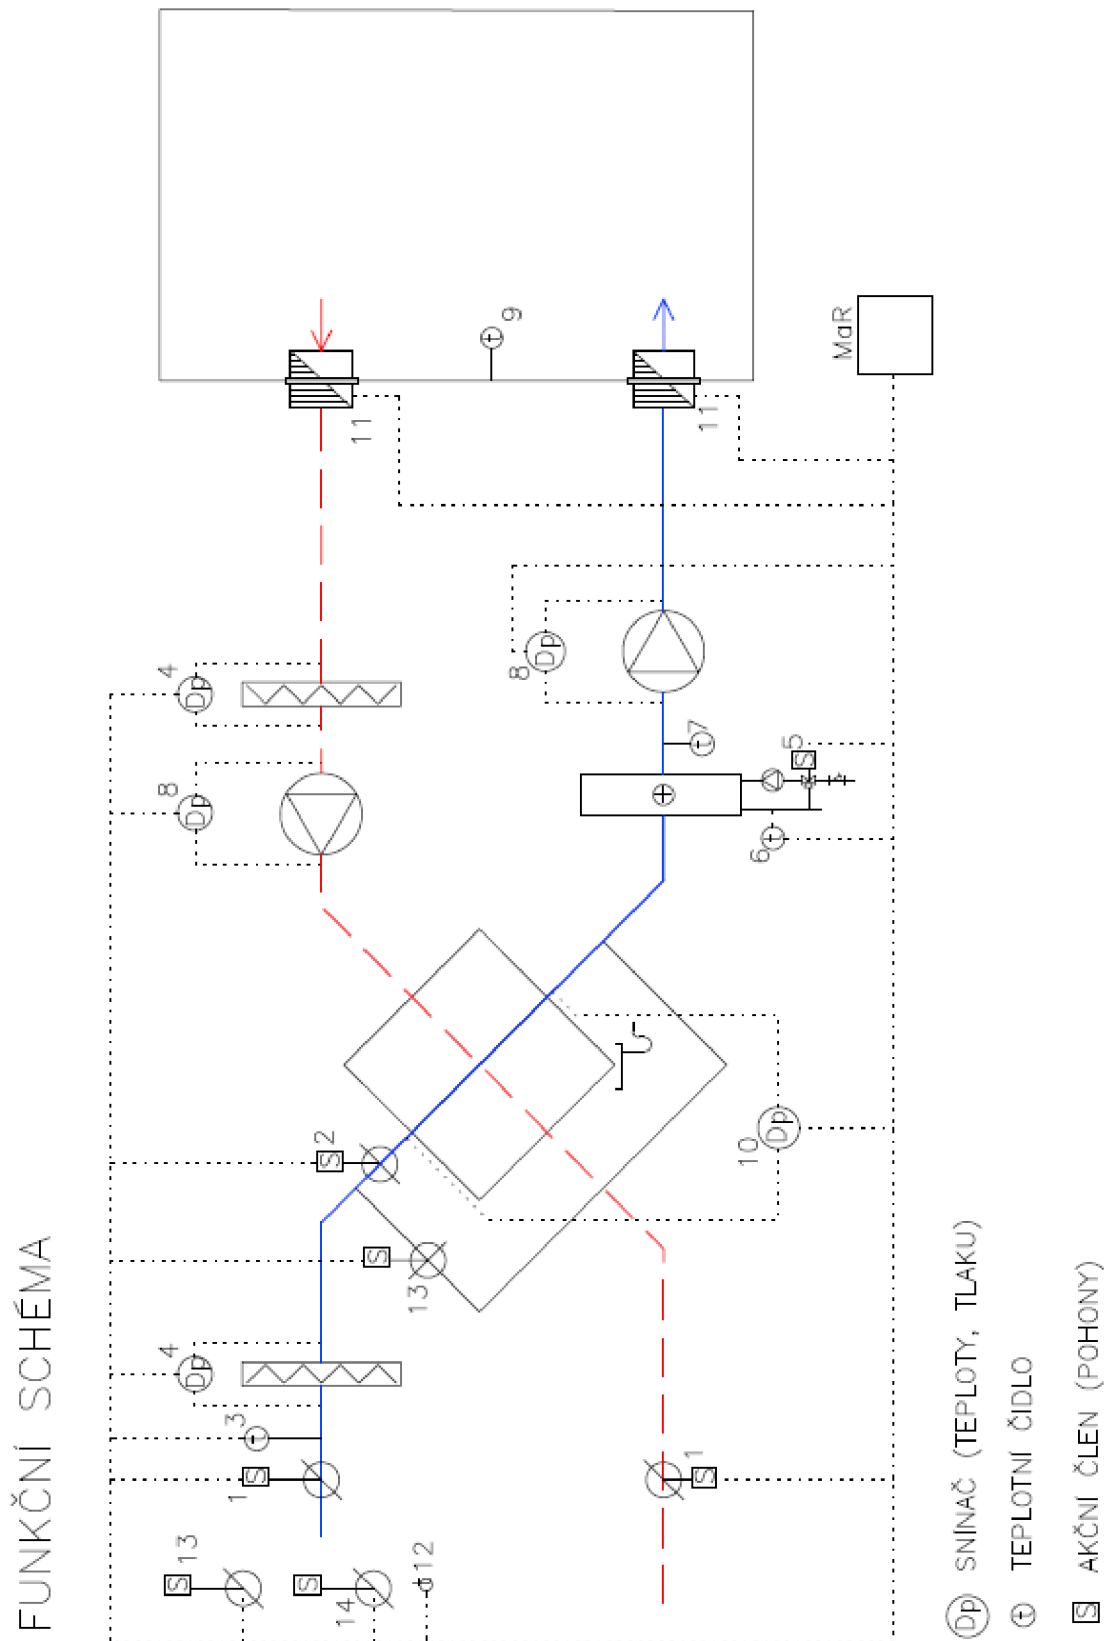 FUNKČNÍ SCHÉMA
S 13
4
Dp
8
Dp
4
Dp
1 S
t 3
S
14
S 2
11
S
13
12
t 9
8
Dp
S 1
t 7
11
10
Dp
6 t
S 5
MaR
Dp SNÍMAČ (TEPLOTY, TLAKU)
t TEPLOTNÍ ČIDLO
S AKČNÍ ČLEN (POHONY)